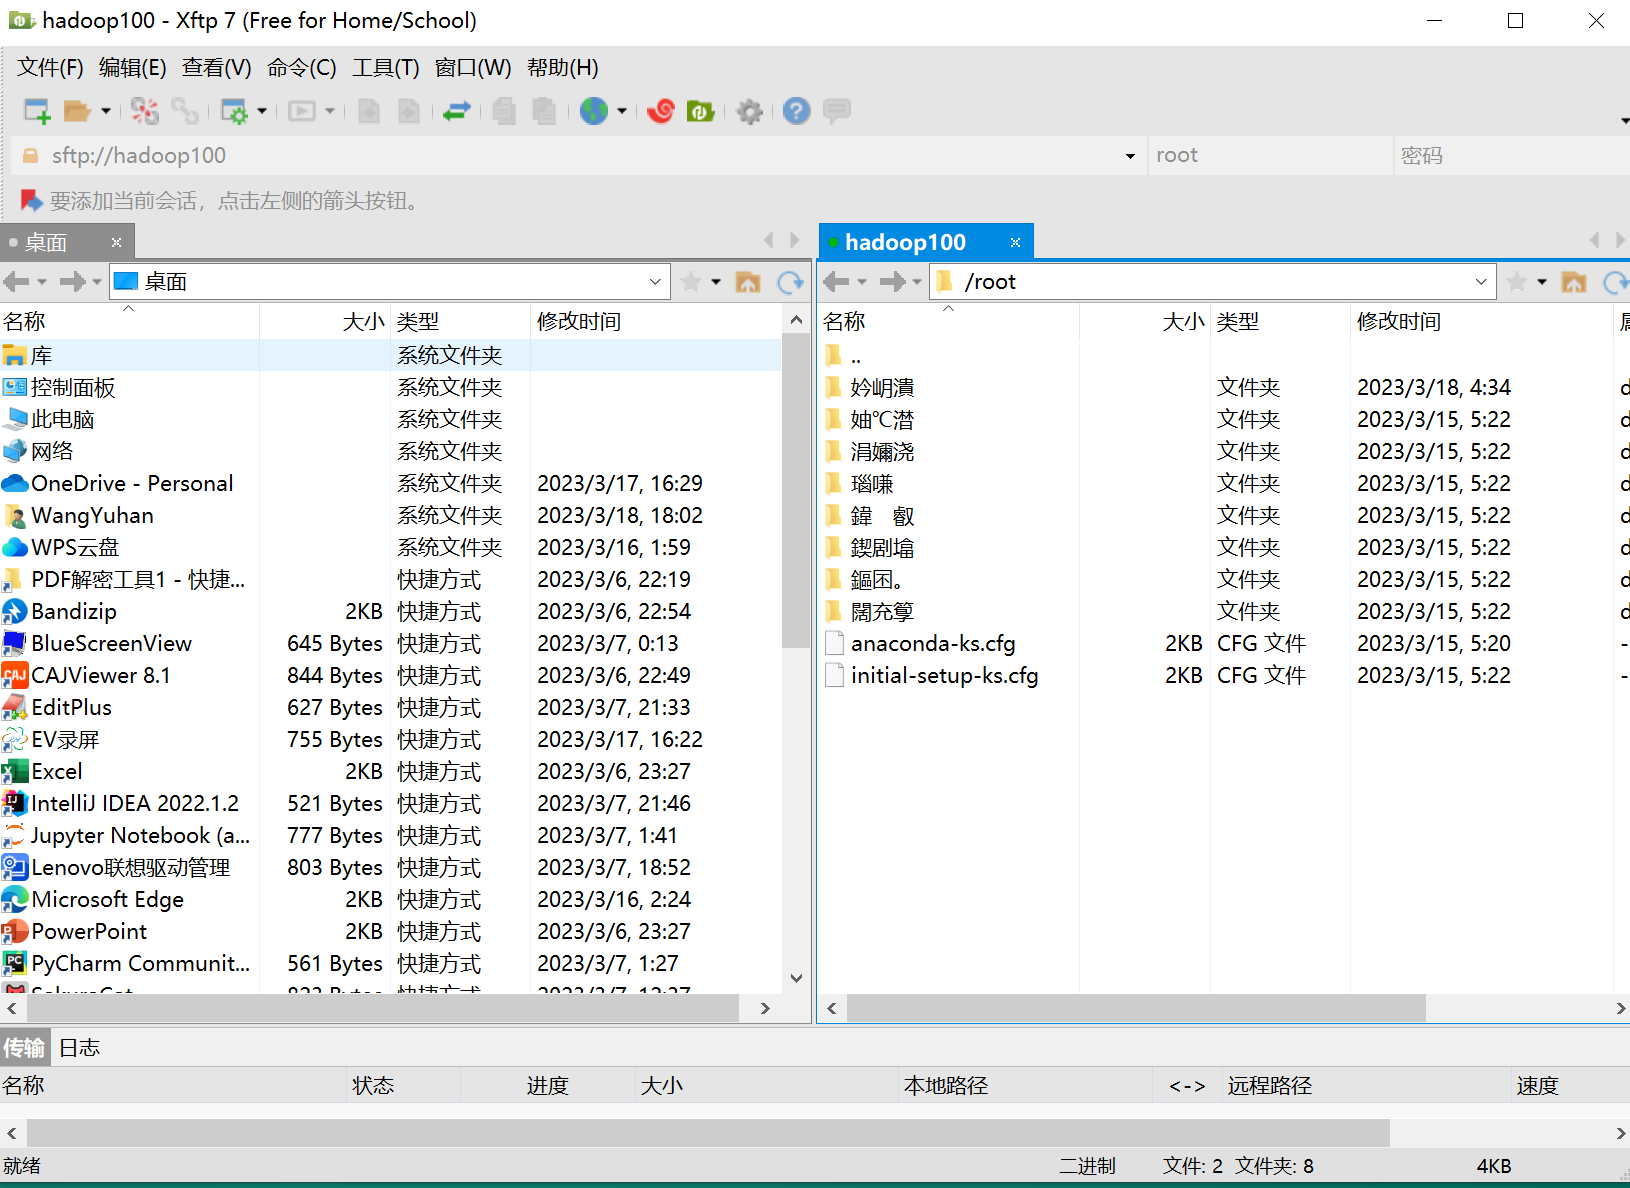 hadoop100 - Xftp 7 (Free for Home/School)
文件(F) 编辑(E) 查看(V) 命令(C) 工具(T) 窗口(W) 帮助(H)
sftp://hadoop100 root 密码
要添加当前会话，点击左侧的箭头按钮。
桌面
桌面
名称 大小 类型 修改时间
库 系统文件夹
控制面板 系统文件夹
此电脑 系统文件夹
网络 系统文件夹
OneDrive - Personal 系统文件夹 2023/3/17, 16:29
WangYuhan 系统文件夹 2023/3/18, 18:02
WPS云盘 系统文件夹 2023/3/16, 1:59
PDF解密工具1 - 快捷... 快捷方式 2023/3/6, 22:19
Bandizip 2KB 快捷方式 2023/3/6, 22:54
BlueScreenView 645 Bytes 快捷方式 2023/3/7, 0:13
CAJViewer 8.1 844 Bytes 快捷方式 2023/3/6, 22:49
EditPlus 627 Bytes 快捷方式 2023/3/7, 21:33
EV录屏 755 Bytes 快捷方式 2023/3/17, 16:22
Excel 2KB 快捷方式 2023/3/6, 23:27
IntelliJ IDEA 2022.1.2 521 Bytes 快捷方式 2023/3/7, 21:46
Jupyter Notebook (a... 777 Bytes 快捷方式 2023/3/7, 1:41
Lenovo联想驱动管理 803 Bytes 快捷方式 2023/3/7, 18:52
Microsoft Edge 2KB 快捷方式 2023/3/16, 2:24
PowerPoint 2KB 快捷方式 2023/3/6, 23:27
PyCharm Communit... 561 Bytes 快捷方式 2023/3/7, 1:27
hadoop100
/root
名称 大小 类型 修改时间
..
文件夹 2023/3/18, 4:34
文件夹 2023/3/15, 5:22
文件夹 2023/3/15, 5:22
文件夹 2023/3/15, 5:22
文件夹 2023/3/15, 5:22
文件夹 2023/3/15, 5:22
文件夹 2023/3/15, 5:22
文件夹 2023/3/15, 5:22
anaconda-ks.cfg 2KB CFG 文件 2023/3/15, 5:20
initial-setup-ks.cfg 2KB CFG 文件 2023/3/15, 5:22
传输 日志
名称 状态 进度 大小 本地路径 <-> 远程路径 速度
就绪 二进制 文件: 2 文件夹: 8 4KB